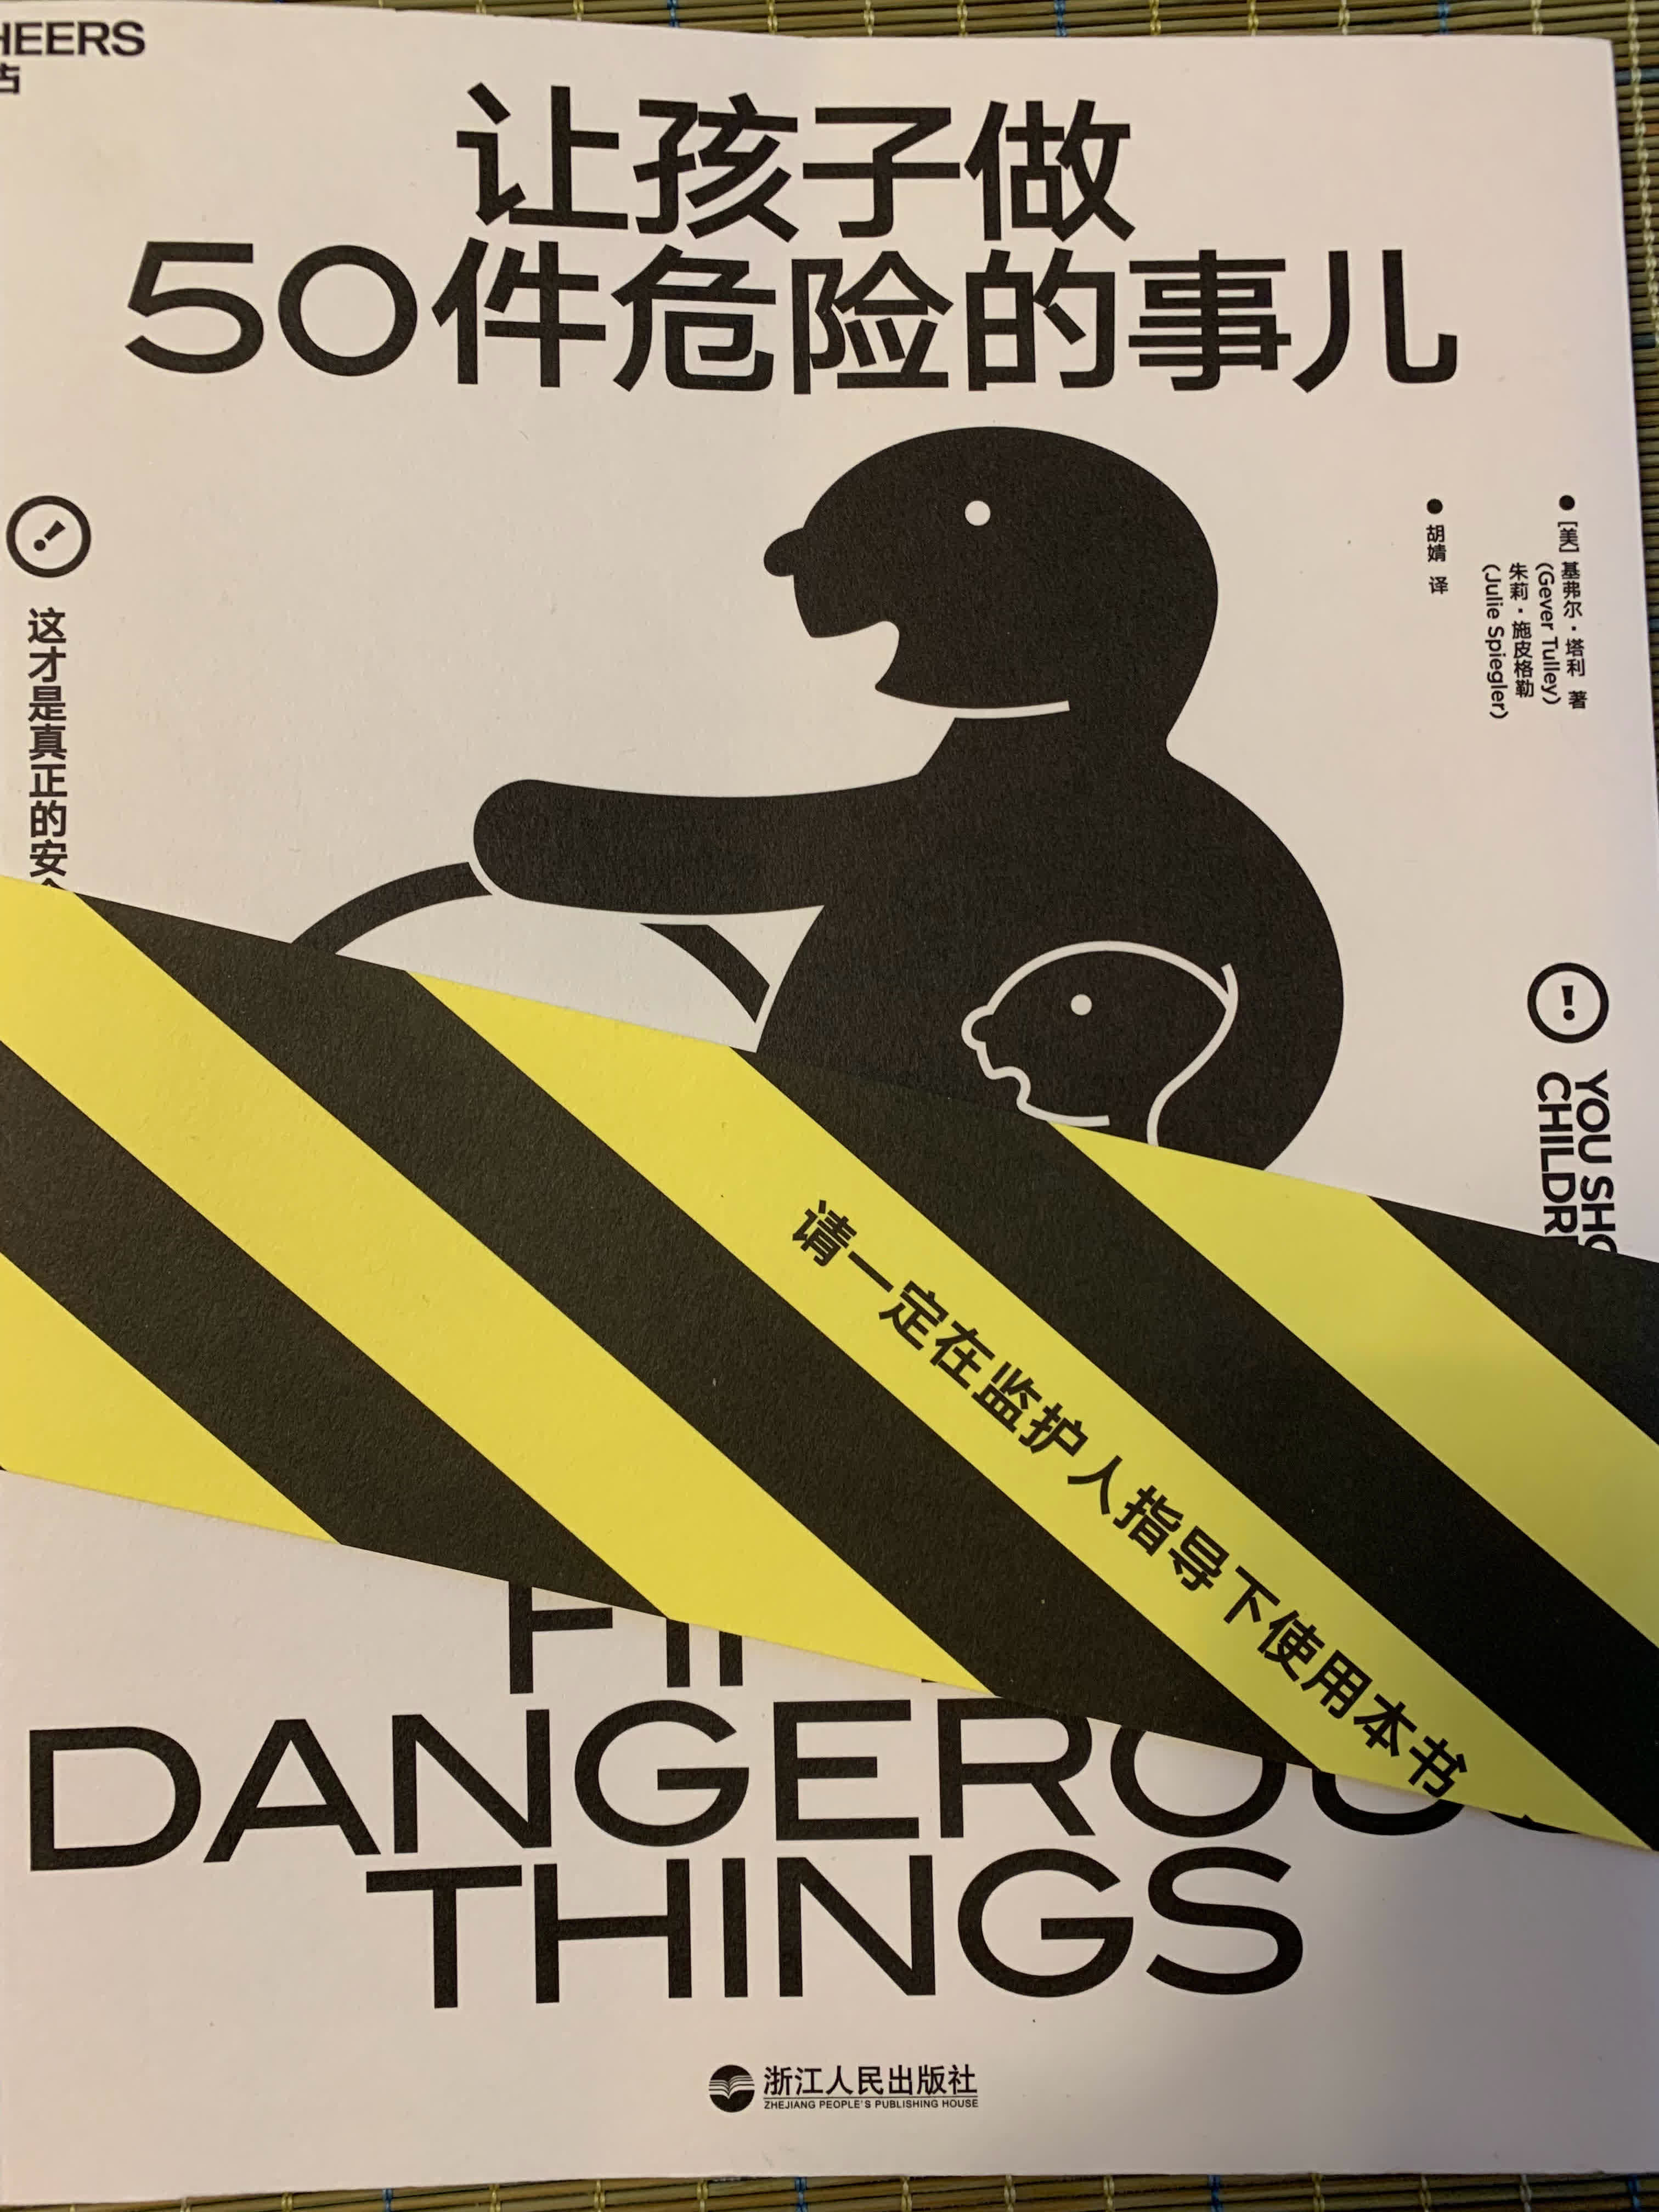 HEERS
让孩子做
50件危险的事儿
[美] 基弗尔·塔利 著
(Gever Tulley)
朱莉·施皮格勒
(Julie Spiegler)
胡婧 译
这才是真正的安
YOU SHO
CHILDR
请一定在监护人指导下使用本书
DANGEROUS
THINGS
浙江人民出版社
ZHEJIANG PEOPLE'S PUBLISHING HOUSE